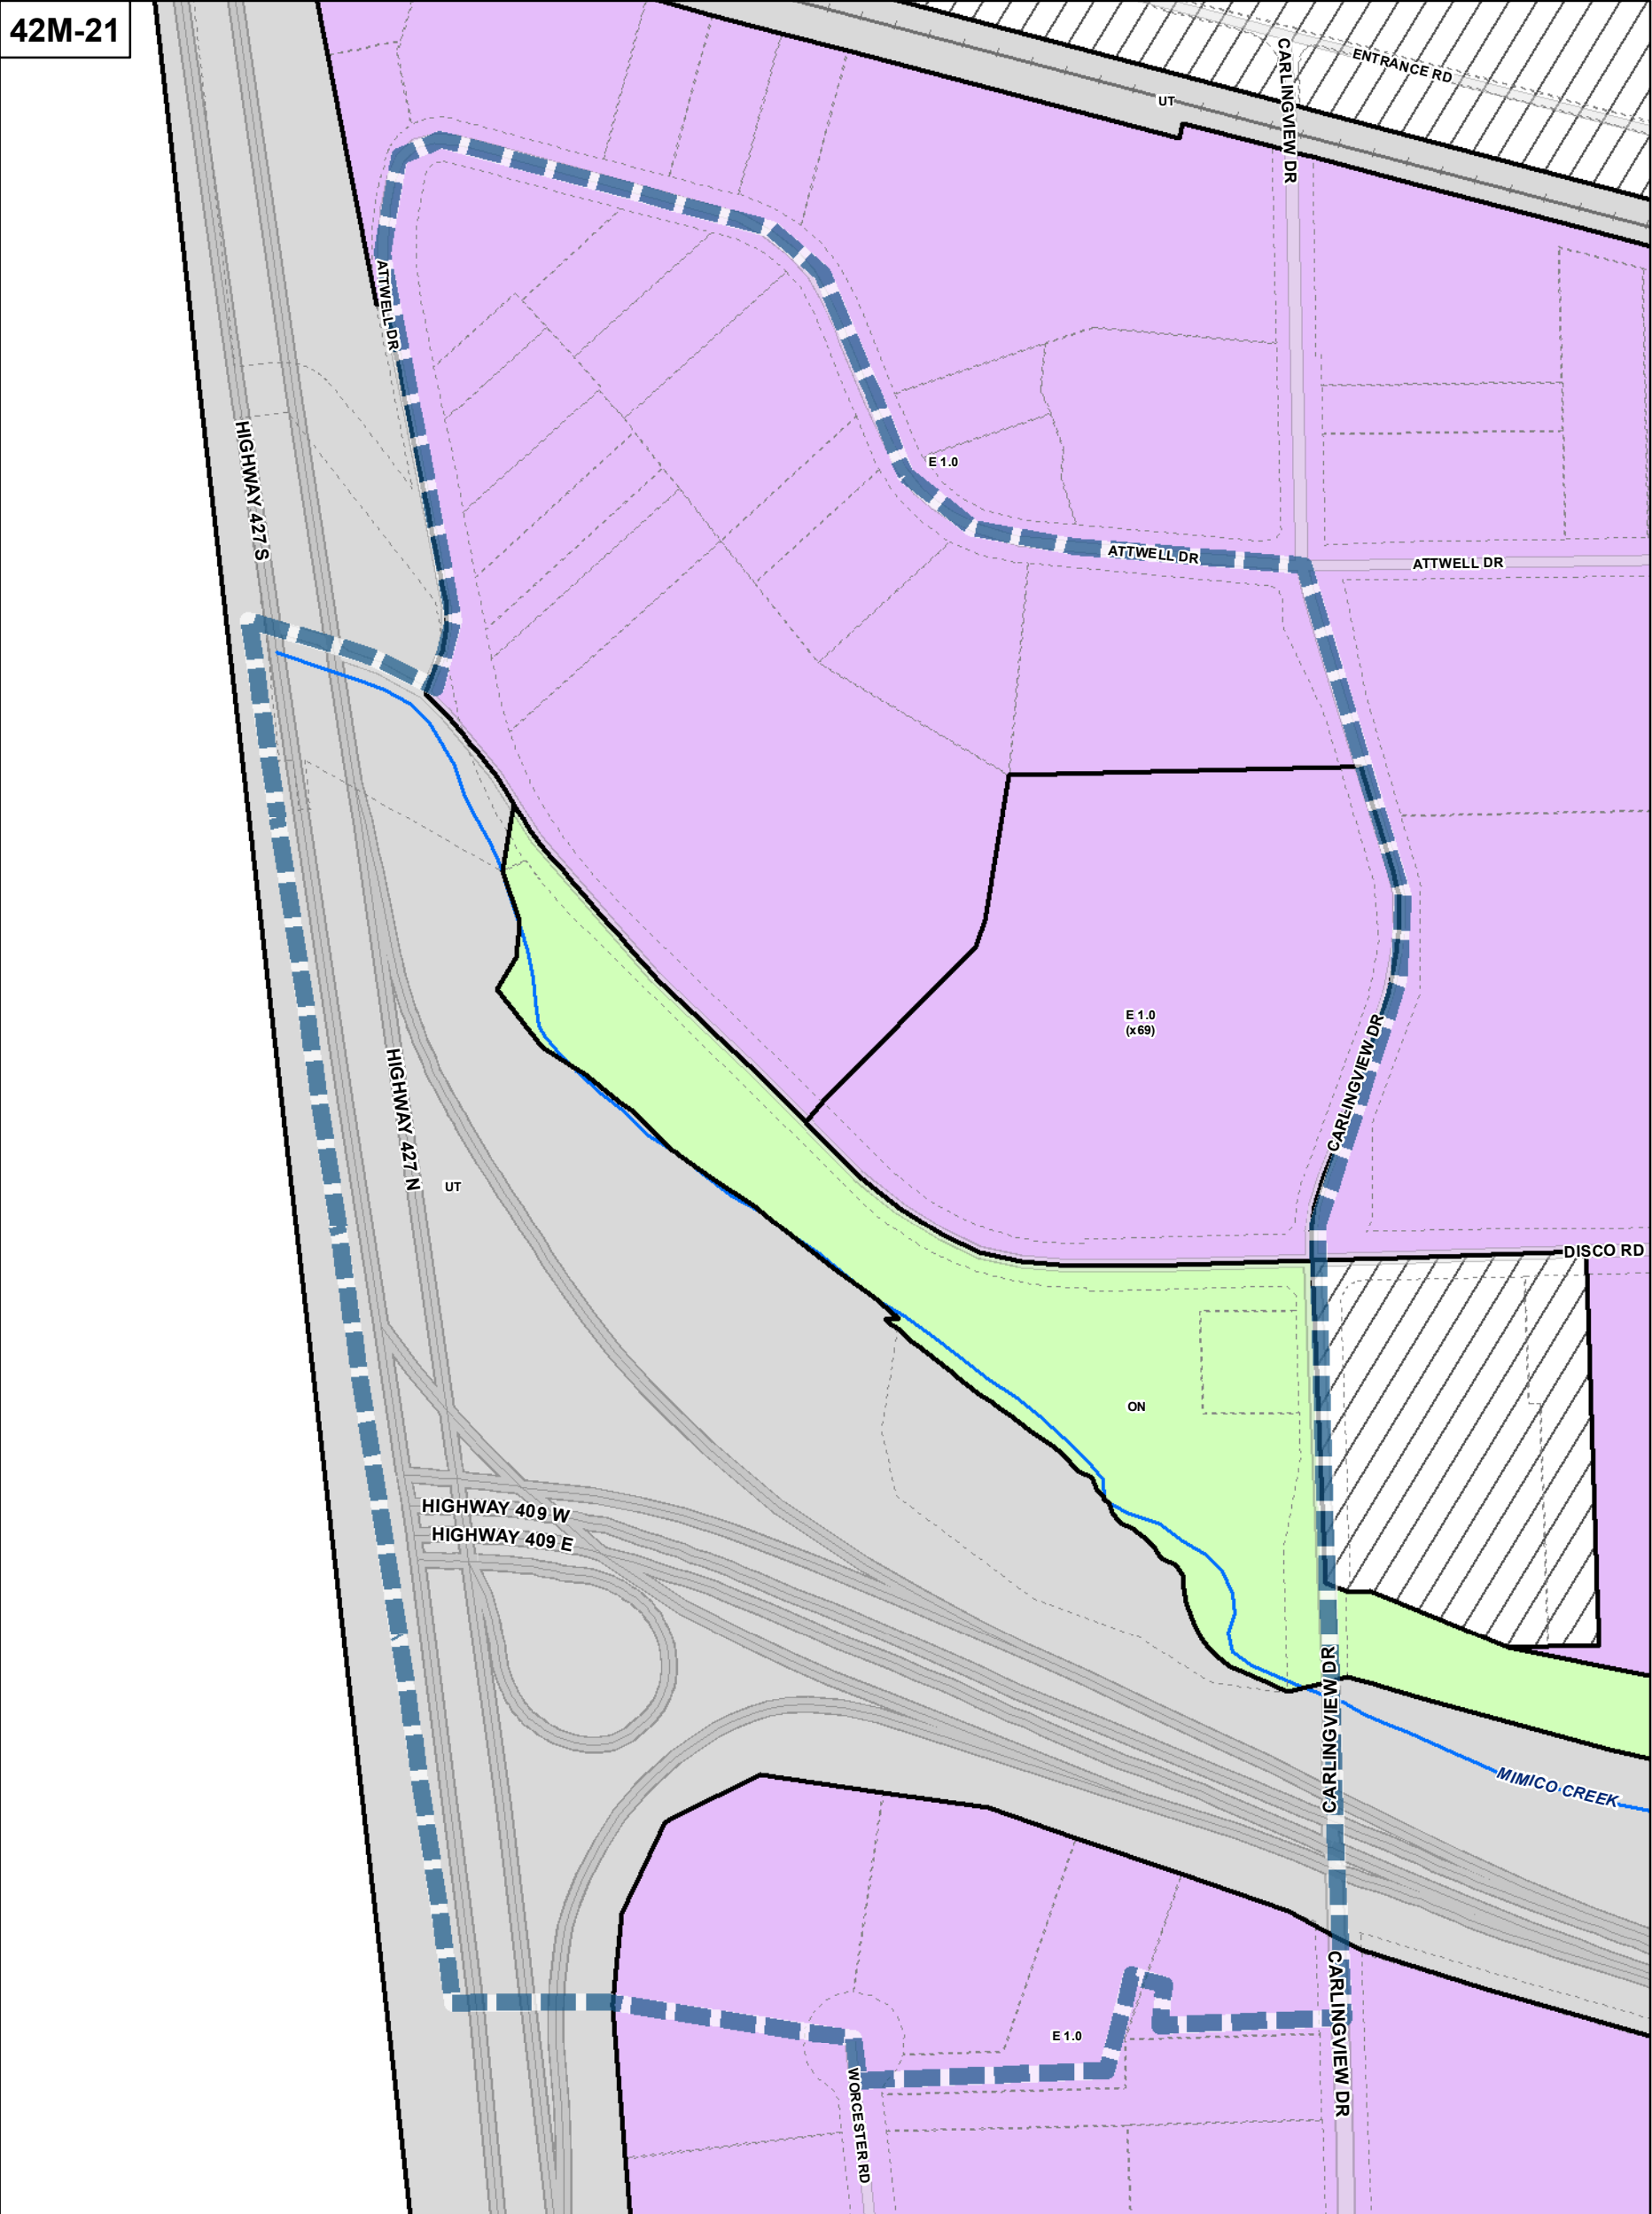 42M-21
CARLINGVIEW DR
ENTRANCE RD
UT
ATTWELL DR
HIGHWAY 427 S
E 1.0
ATTWELL DR
ATTWELL DR
E 1.0
(x69)
CARLINGVIEW DR
HIGHWAY 427 N
UT
DISCO RD
ON
HIGHWAY 409 W
HIGHWAY 409 E
CARLINGVIEW DR
MIMICO CREEK
CARLINGVIEW DR
E 1.0
WORCESTER RD